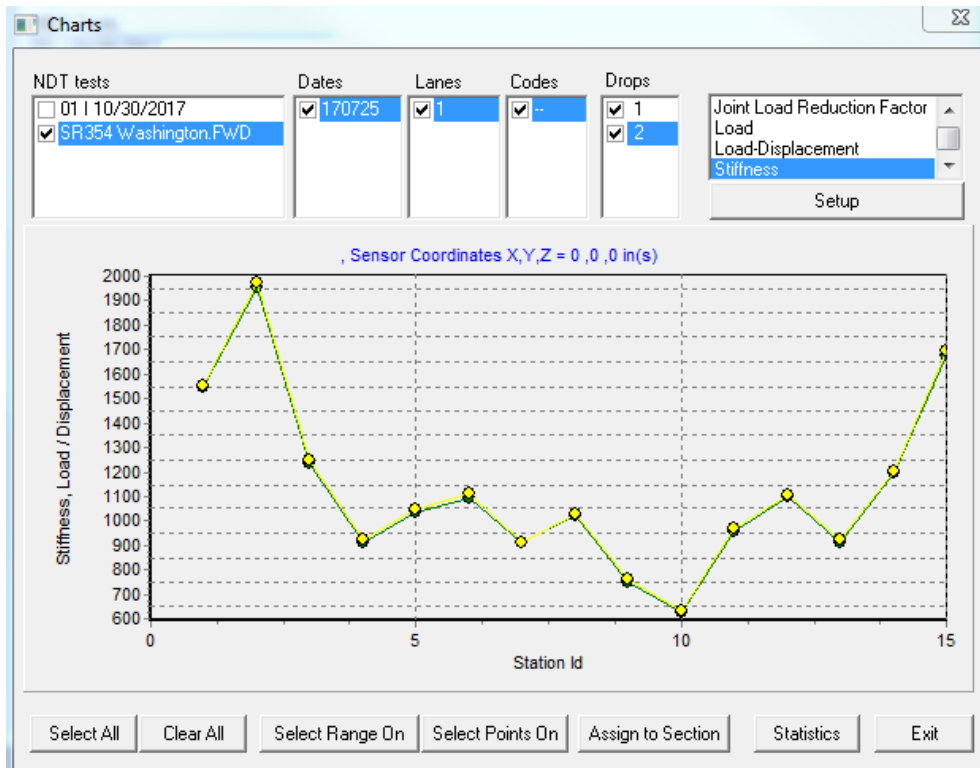 Charts
NDT tests
Dates
Lanes
Codes
Drops
01 | 10/30/2017
SR354 Washington.FWD
170725
1
--
1
2
Joint Load Reduction Factor
Load
Load-Displacement
Stiffness
Setup
, Sensor Coordinates X,Y,Z = 0 ,0 ,0 in(s)
Stiffness, Load / Displacement
2000
1900
1800
1700
1600
1500
1400
1300
1200
1100
1000
900
800
700
600
0
5
10
15
Station Id
Select All
Clear All
Select Range On
Select Points On
Assign to Section
Statistics
Exit